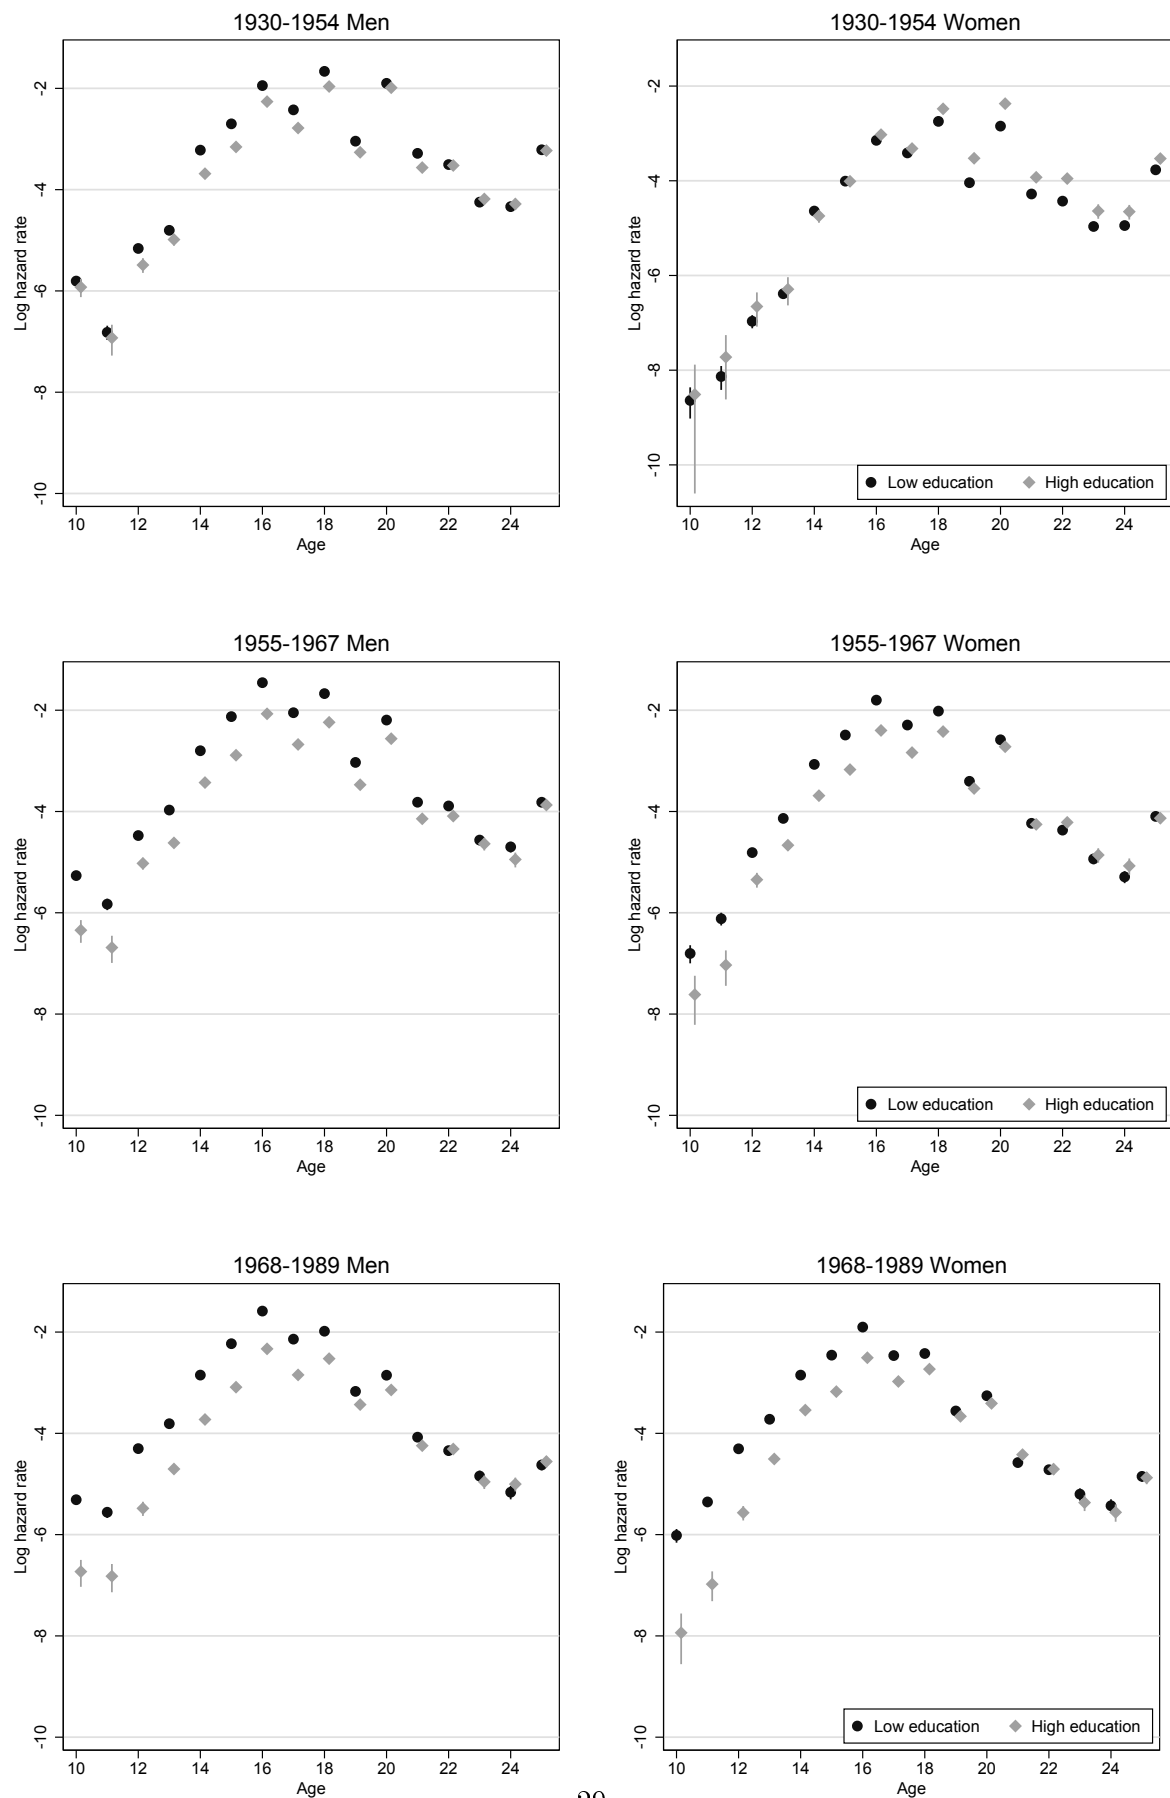 1930-1954 Men
Log hazard rate
-2
-4
-6
-8
-10
10 12 14 16 18 20 22 24
Age
1930-1954 Women
Log hazard rate
-2
-4
-6
-8
-10
Low education High education
10 12 14 16 18 20 22 24
Age
1955-1967 Men
Log hazard rate
-2
-4
-6
-8
-10
10 12 14 16 18 20 22 24
Age
1955-1967 Women
Log hazard rate
-2
-4
-6
-8
-10
Low education High education
10 12 14 16 18 20 22 24
Age
1968-1989 Men
Log hazard rate
-2
-4
-6
-8
-10
10 12 14 16 18 20 22 24
Age
1968-1989 Women
Log hazard rate
-2
-4
-6
-8
-10
Low education High education
10 12 14 16 18 20 22 24
Age